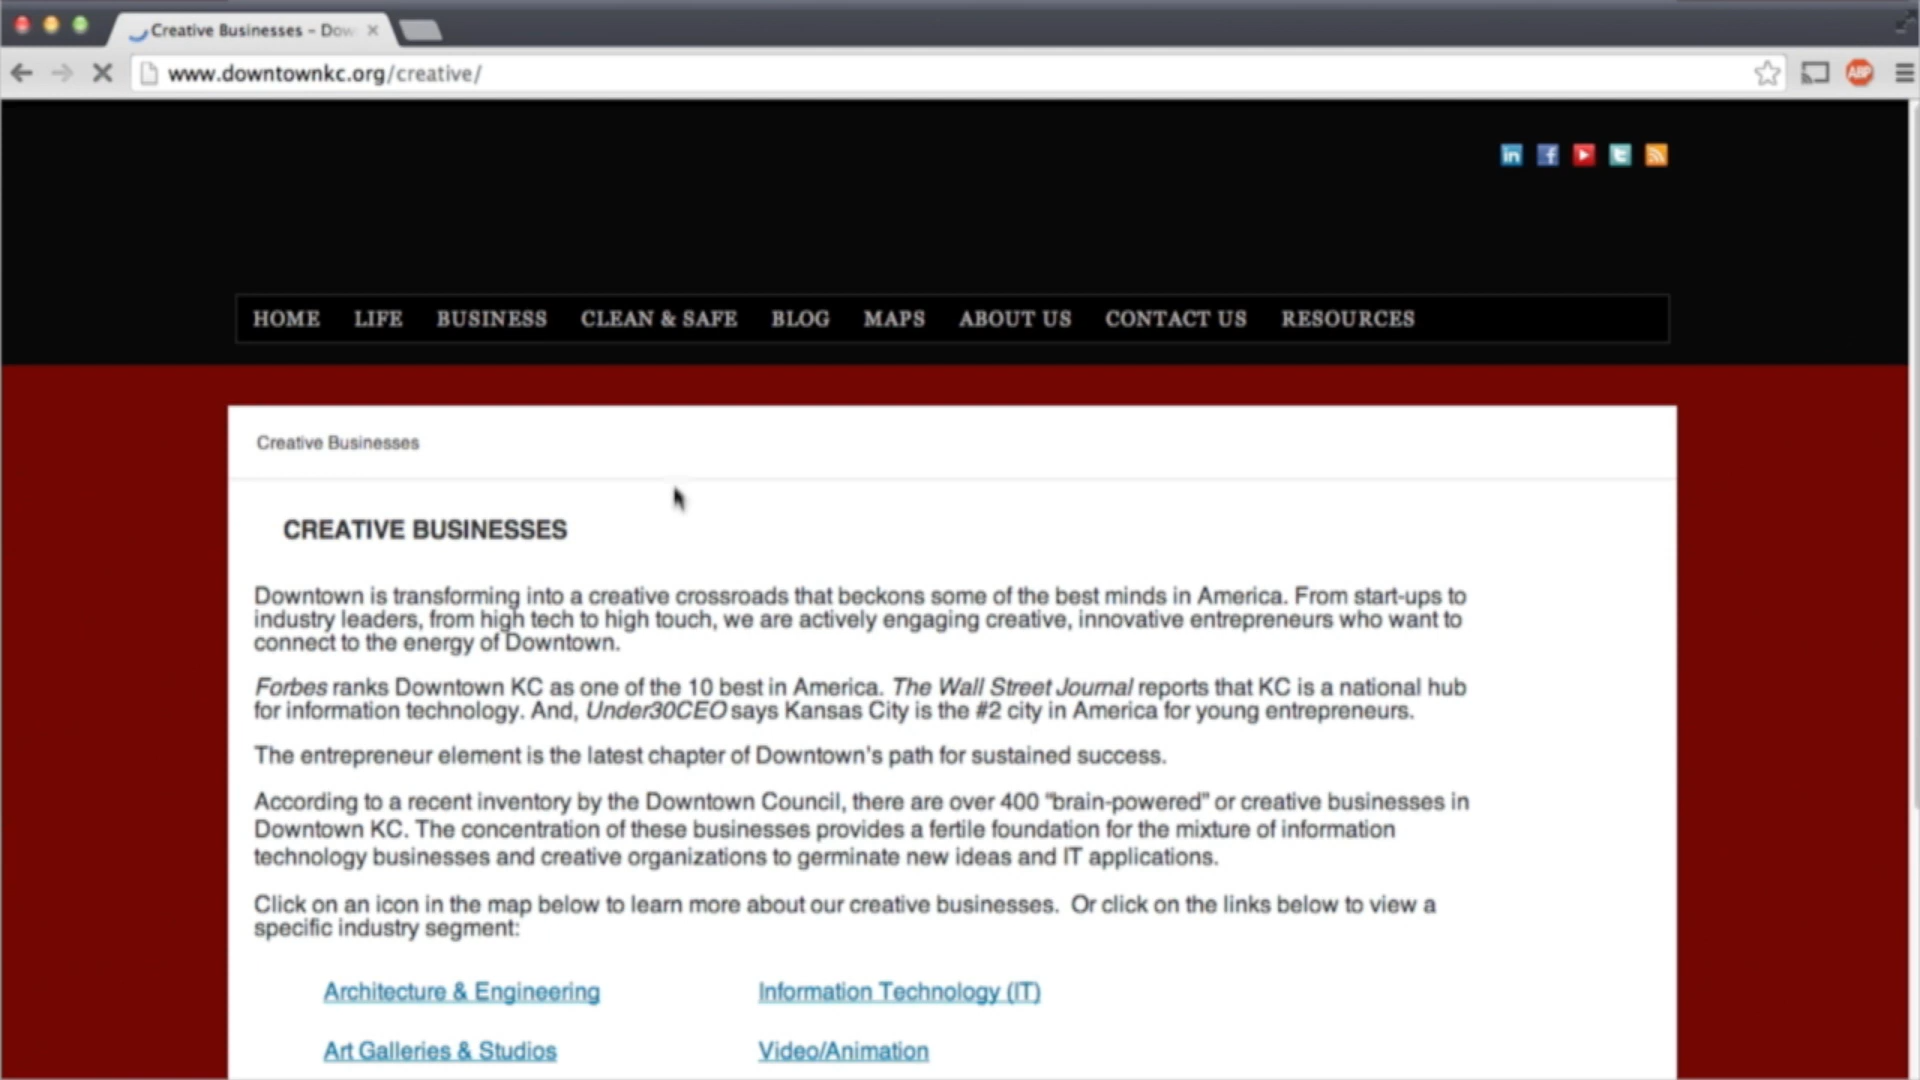 Creative Businesses – Dow
www.downtownkc.org/creative/
ABP
HOME LIFE BUSINESS CLEAN & SAFE BLOG MAPS ABOUT US CONTACT US RESOURCES
Creative Businesses
CREATIVE BUSINESSES
Downtown is transforming into a creative crossroads that beckons some of the best minds in America. From start-ups to
industry leaders, from high tech to high touch, we are actively engaging creative, innovative entrepreneurs who want to
connect to the energy of Downtown.
Forbes ranks Downtown KC as one of the 10 best in America. The Wall Street Journal reports that KC is a national hub
for information technology. And, Under30CEO says Kansas City is the #2 city in America for young entrepreneurs.
The entrepreneur element is the latest chapter of Downtown's path for sustained success.
According to a recent inventory by the Downtown Council, there are over 400 "brain-powered" or creative businesses in
Downtown KC. The concentration of these businesses provides a fertile foundation for the mixture of information
technology businesses and creative organizations to germinate new ideas and IT applications.
Click on an icon in the map below to learn more about our creative businesses. Or click on the links below to view a
specific industry segment:
Architecture & Engineering Information Technology (IT)
Art Galleries & Studios Video/Animation